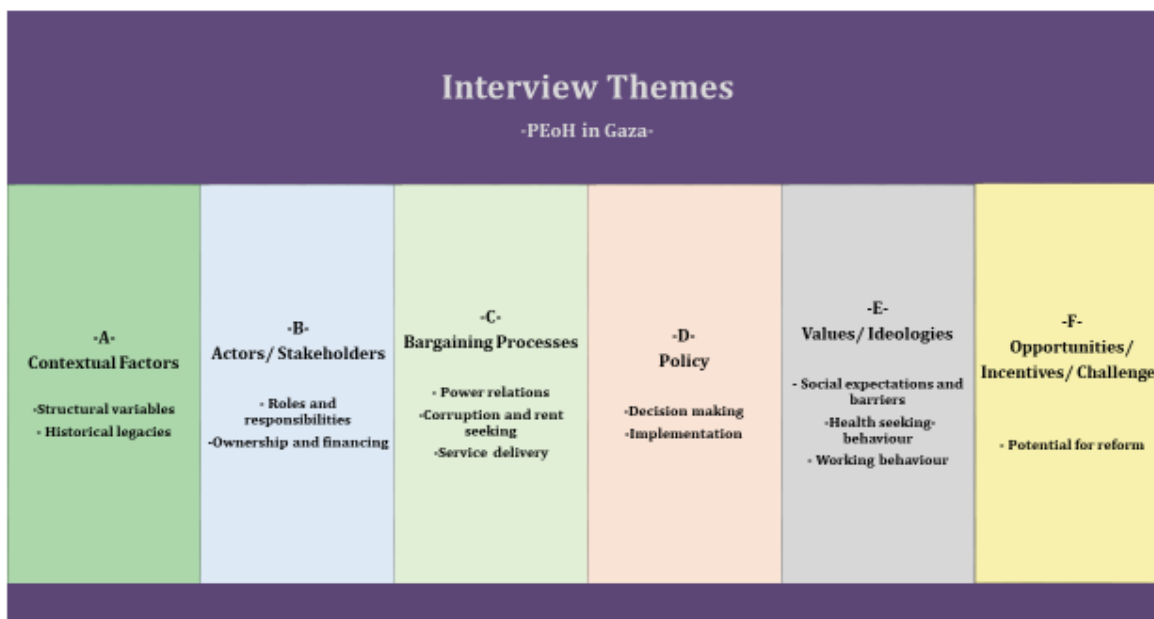 Interview Themes
-PEoH in Gaza-
-A-
Contextual Factors
-Structural variables
- Historical legacies
-B-
Actors/ Stakeholders
- Roles and
responsibilities
-Ownership and financing
-C-
Bargaining Processes
- Power relations
-Corruption and rent
seeking
-Service delivery
-D-
Policy
-Decision making
-Implementation
-E-
Values/ Ideologies
- Social expectations and
barriers
-Health seeking-
behaviour
- Working behaviour
-F-
Opportunities/
Incentives/ Challenge
- Potential for reform